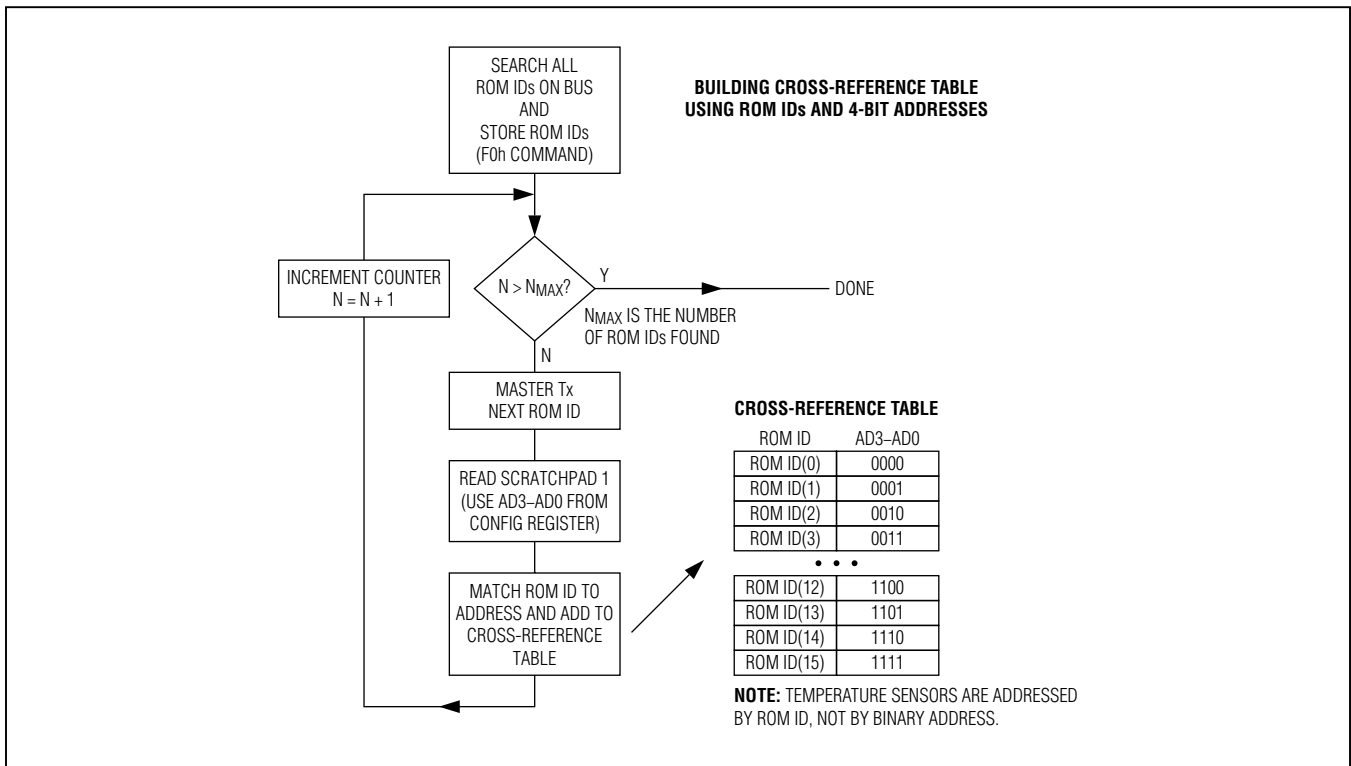 SEARCH ALL
ROM IDs ON BUS
AND
STORE ROM IDs
(F0h COMMAND)
BUILDING CROSS-REFERENCE TABLE
USING ROM IDs AND 4-BIT ADDRESSES
INCREMENT COUNTER
N = N + 1
N > NMAX?
Y
DONE
NMAX IS THE NUMBER
OF ROM IDs FOUND
N
MASTER Tx
NEXT ROM ID
READ SCRATCHPAD 1
(USE AD3–AD0 FROM
CONFIG REGISTER)
MATCH ROM ID TO
ADDRESS AND ADD TO
CROSS-REFERENCE
TABLE
CROSS-REFERENCE TABLE
ROM ID AD3–AD0
ROM ID(0) 0000
ROM ID(1) 0001
ROM ID(2) 0010
ROM ID(3) 0011
• • •
ROM ID(12) 1100
ROM ID(13) 1101
ROM ID(14) 1110
ROM ID(15) 1111
NOTE: TEMPERATURE SENSORS ARE ADDRESSED
BY ROM ID, NOT BY BINARY ADDRESS.